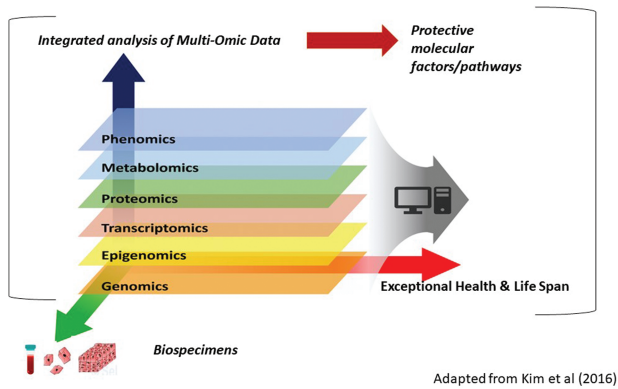 Integrated analysis of Multi-Omic Data
Protective
molecular
factors/pathways
Phenomics
Metabolomics
Proteomics
Transcriptomics
Epigenomics
Genomics
Exceptional Health & Life Span
Biospecimens
Adapted from Kim et al (2016)